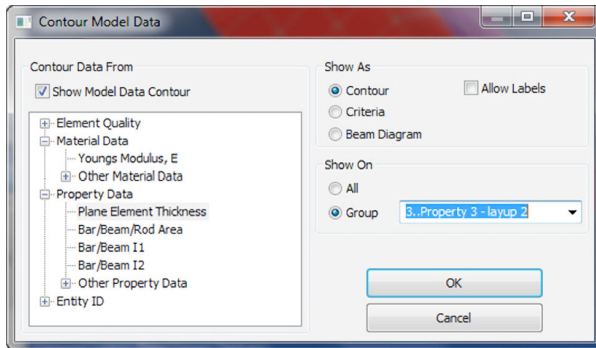 Contour Model Data
Contour Data From
Show Model Data Contour
Element Quality
Material Data
Youngs Modulus, E
Other Material Data
Property Data
Plane Element Thickness
Bar/Beam/Rod Area
Bar/Beam I1
Bar/Beam I2
Other Property Data
Entity ID
Show As
Contour
Allow Labels
Criteria
Beam Diagram
Show On
All
Group
3..Property 3 - layup 2
OK
Cancel